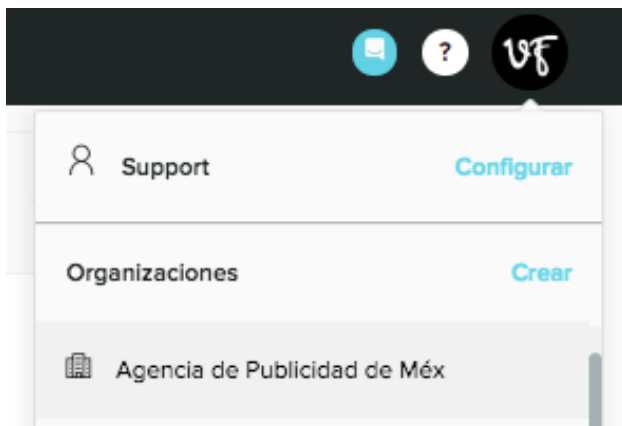 ? vf
Support Configurar
Organizaciones Crear
Agencia de Publicidad de Méx